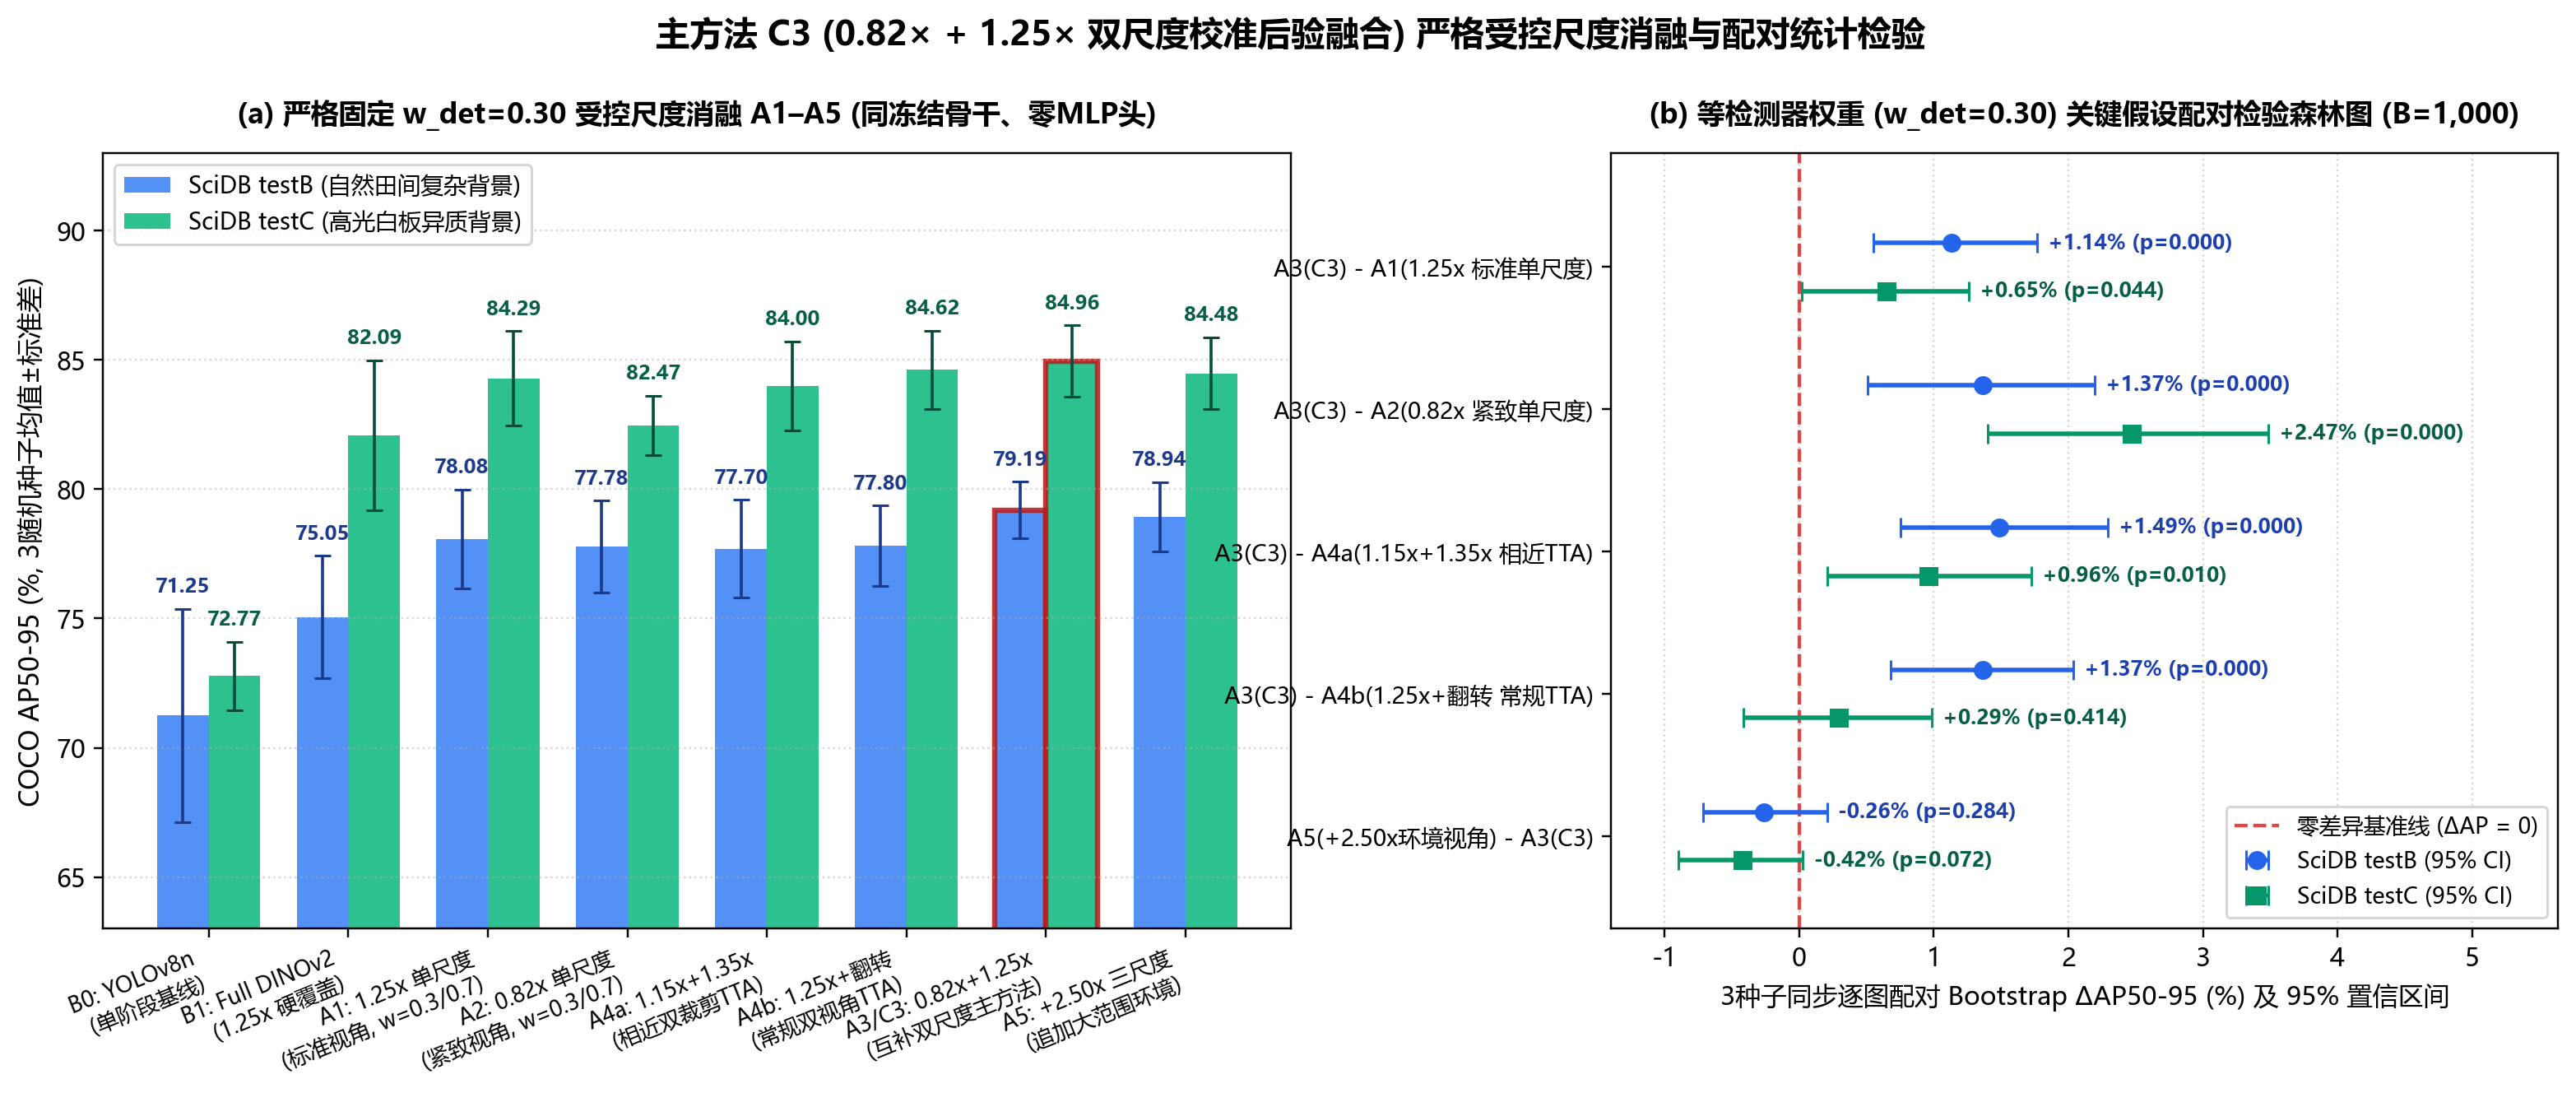 主方法 C3 (0.82× + 1.25× 双尺度校准后验融合) 严格受控尺度消融与配对统计检验
(a) 严格固定 w_det=0.30 受控尺度消融 A1–A5 (同冻结骨干、零MLP头)
SciDB testB (自然田间复杂背景)
SciDB testC (高光白板异质背景)
COCO AP50-95 (%, 3随机种子均值±标准差)
90
85
80
75
70
65
71.25
72.77
75.05
82.09
78.08
84.29
77.78
82.47
77.70
84.00
77.80
84.62
79.19
84.96
78.94
84.48
B0: YOLOv8n
(单阶段基线)
B1: Full DINOv2
(1.25x 硬覆盖)
A1: 1.25x 单尺度
(标准视角, w=0.3/0.7)
A2: 0.82x 单尺度
(紧致视角, w=0.3/0.7)
A4a: 1.15x+1.35x
(相近双裁剪TTA)
A4b: 1.25x+翻转
(常规双视角TTA)
A3/C3: 0.82x+1.25x
(互补双尺度主方法)
A5: +2.50x 三尺度
(追加大范围环境)
(b) 等检测器权重 (w_det=0.30) 关键假设配对检验森林图 (B=1,000)
A3(C3) - A1(1.25x 标准单尺度)
+1.14% (p=0.000)
+0.65% (p=0.044)
A3(C3) - A2(0.82x 紧致单尺度)
+1.37% (p=0.000)
+2.47% (p=0.000)
A3(C3) - A4a(1.15x+1.35x 相近TTA)
+1.49% (p=0.000)
+0.96% (p=0.010)
A3(C3) - A4b(1.25x+翻转 常规TTA)
+1.37% (p=0.000)
+0.29% (p=0.414)
A5(+2.50x环境视角) - A3(C3)
-0.26% (p=0.284)
-0.42% (p=0.072)
零差异基准线 (ΔAP = 0)
SciDB testB (95% CI)
SciDB testC (95% CI)
-1 0 1 2 3 4 5
3种子同步逐图配对 Bootstrap ΔAP50-95 (%) 及 95% 置信区间